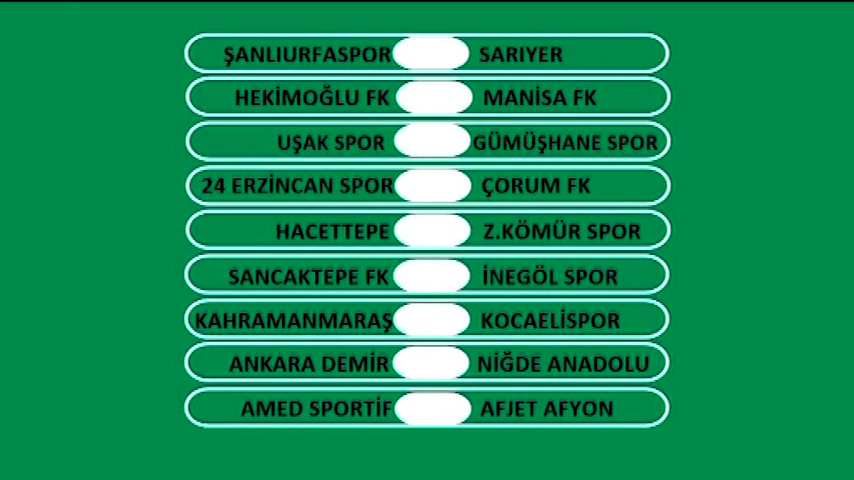 ŞANLIURFASPOR SARIYER
HEKİMOĞLU FK MANİSA FK
UŞAK SPOR GÜMÜŞHANE SPOR
24 ERZİNCAN SPOR ÇORUM FK
HACETTEPE Z.KÖMÜR SPOR
SANCAKTEPE FK İNEGÖL SPOR
KAHRAMANMARAŞ KOCAELİSPOR
ANKARA DEMİR NİĞDE ANADOLU
AMED SPORTİF AFJET AFYON